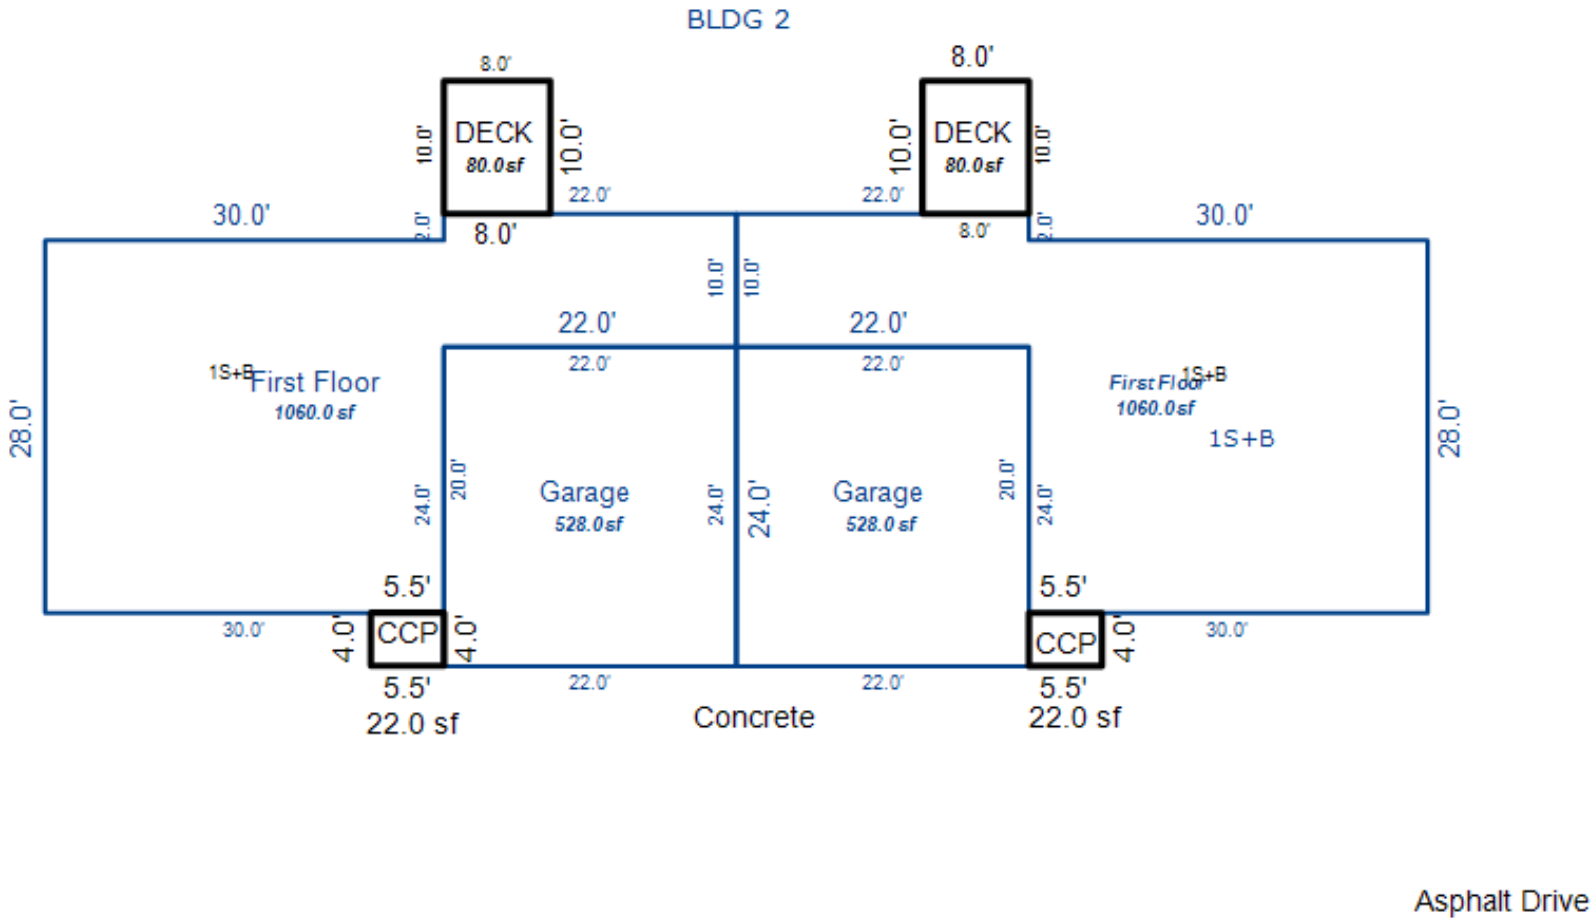 BLDG 2
8.0'
8.0'
DECK
80.0sf
10.0'
10.0'
10.0'
DECK
80.0sf
10.0'
22.0'
22.0'
30.0'
2.0'
8.0'
8.0'
2.0'
30.0'
10.0'
10.0'
22.0'
22.0'
22.0'
22.0'
1S+B
First Floor
1060.0 sf
First Floor
1S+B
1060.0sf
1S+B
28.0'
28.0'
24.0'
20.0'
Garage
528.0sf
24.0'
24.0'
Garage
528.0sf
20.0'
24.0'
5.5'
5.5'
30.0'
4.0'
CCP
4.0'
CCP
4.0'
30.0'
5.5'
22.0'
22.0'
5.5'
22.0 sf
Concrete
22.0 sf
Asphalt Drive